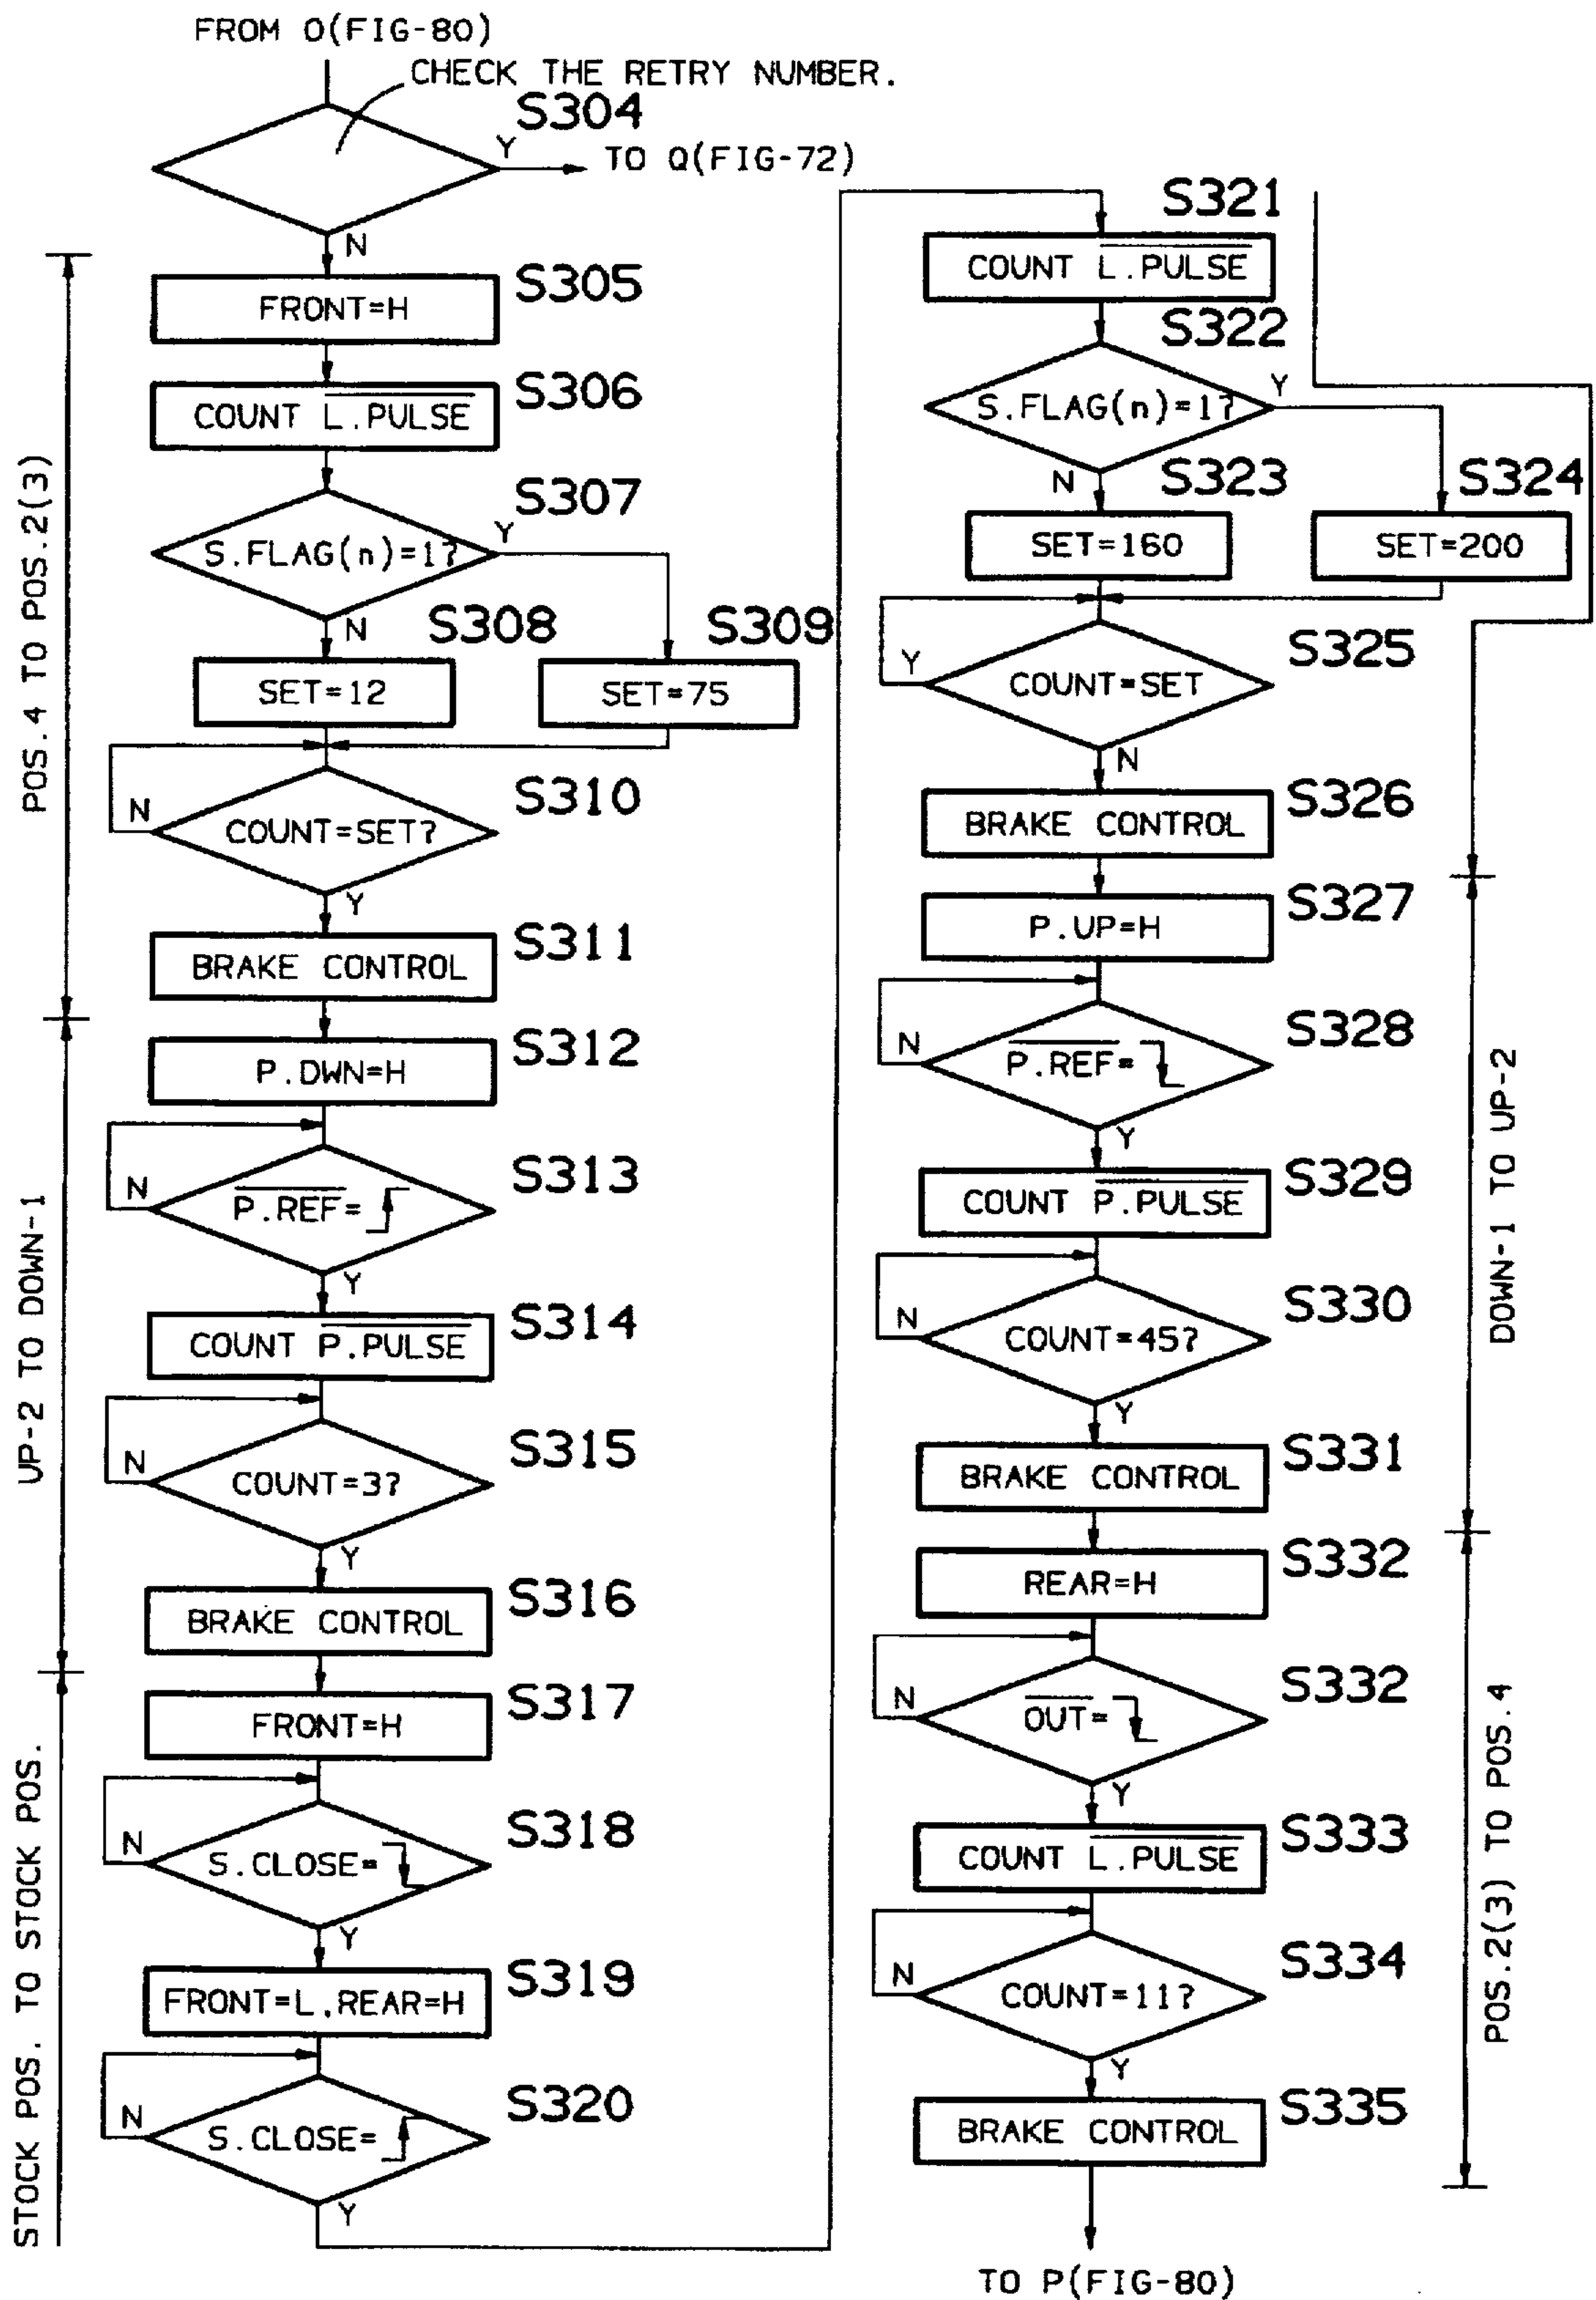 FROM O(FIG-80)
CHECK THE RETRY NUMBER.
S304
Y
TO Q(FIG-72)
N
POS.4 TO POS.2(3)
S305
FRONT=H
S306
COUNT L.PULSE
S307
S.FLAG(n)=1?
Y
N
S308
SET=12
S309
SET=75
S310
COUNT=SET?
N
Y
S311
BRAKE CONTROL
UP-2 TO DOWN-1
S312
P.DWN=H
S313
P.REF=
N
Y
S314
COUNT P.PULSE
S315
COUNT=3?
N
Y
S316
BRAKE CONTROL
STOCK POS. TO STOCK POS.
S317
FRONT=H
S318
S.CLOSE=
N
Y
S319
FRONT=L,REAR=H
S320
S.CLOSE=
N
Y
S321
COUNT L.PULSE
S322
S.FLAG(n)=1?
Y
N
S323
SET=160
S324
SET=200
S325
COUNT=SET
Y
N
S326
BRAKE CONTROL
DOWN-1 TO UP-2
S327
P.UP=H
S328
P.REF=
N
Y
S329
COUNT P.PULSE
S330
COUNT=45?
N
Y
S331
BRAKE CONTROL
POS.2(3) TO POS.4
S332
REAR=H
S332
OUT=
N
Y
S333
COUNT L.PULSE
S334
COUNT=11?
N
Y
S335
BRAKE CONTROL
TO P(FIG-80)